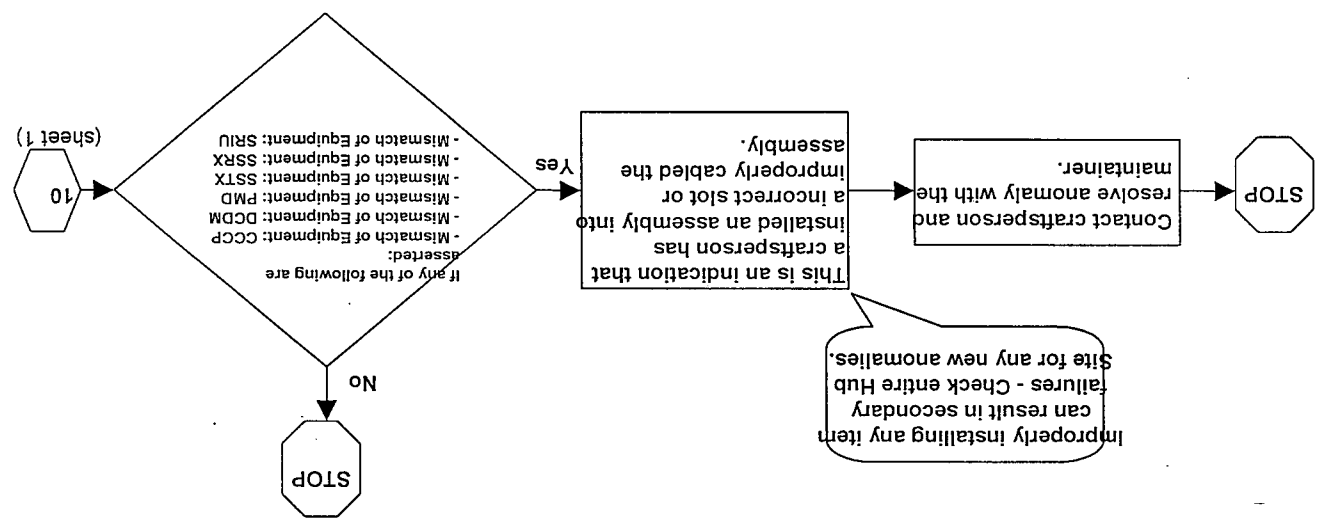 10
(sheet 1)
If any of the following are
asserted:
- Mismatch of Equipment: CCCP
- Mismatch of Equipment: DCDM
- Mismatch of Equipment: PMD
- Mismatch of Equipment: SSTX
- Mismatch of Equipment: SSRX
- Mismatch of Equipment: SRIU
No
STOP
Yes
This is an indication that
a craftsperson has
installed an assembly into
a incorrect slot or
improperly cabled the
assembly.
Improperly installing any item
can result in secondary
failures - Check entire Hub
Site for any new anomalies.
Contact craftsperson and
resolve anomaly with the
maintainer.
STOP